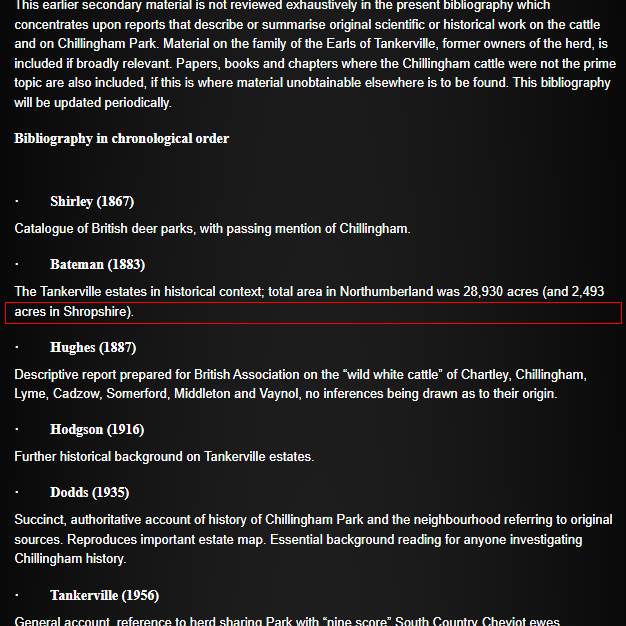 This earlier secondary material is not reviewed exhaustively in the present bibliography which
concentrates upon reports that describe or summarise original scientific or historical work on the cattle
and on Chillingham Park. Material on the family of the Earls of Tankerville, former owners of the herd, is
included if broadly relevant. Papers, books and chapters where the Chillingham cattle were not the prime
topic are also included, if this is where material unobtainable elsewhere is to be found. This bibliography
will be updated periodically.
Bibliography in chronological order
· Shirley (1867)
Catalogue of British deer parks, with passing mention of Chillingham.
· Bateman (1883)
The Tankerville estates in historical context; total area in Northumberland was 28,930 acres (and 2,493
acres in Shropshire).
· Hughes (1887)
Descriptive report prepared for British Association on the “wild white cattle” of Chartley, Chillingham,
Lyme, Cadzow, Somerford, Middleton and Vaynol, no inferences being drawn as to their origin.
· Hodgson (1916)
Further historical background on Tankerville estates.
· Dodds (1935)
Succinct, authoritative account of history of Chillingham Park and the neighbourhood referring to original
sources. Reproduces important estate map. Essential background reading for anyone investigating
Chillingham history.
· Tankerville (1956)
General account, reference to herd sharing Park with “nine score” South Country Cheviot ewes